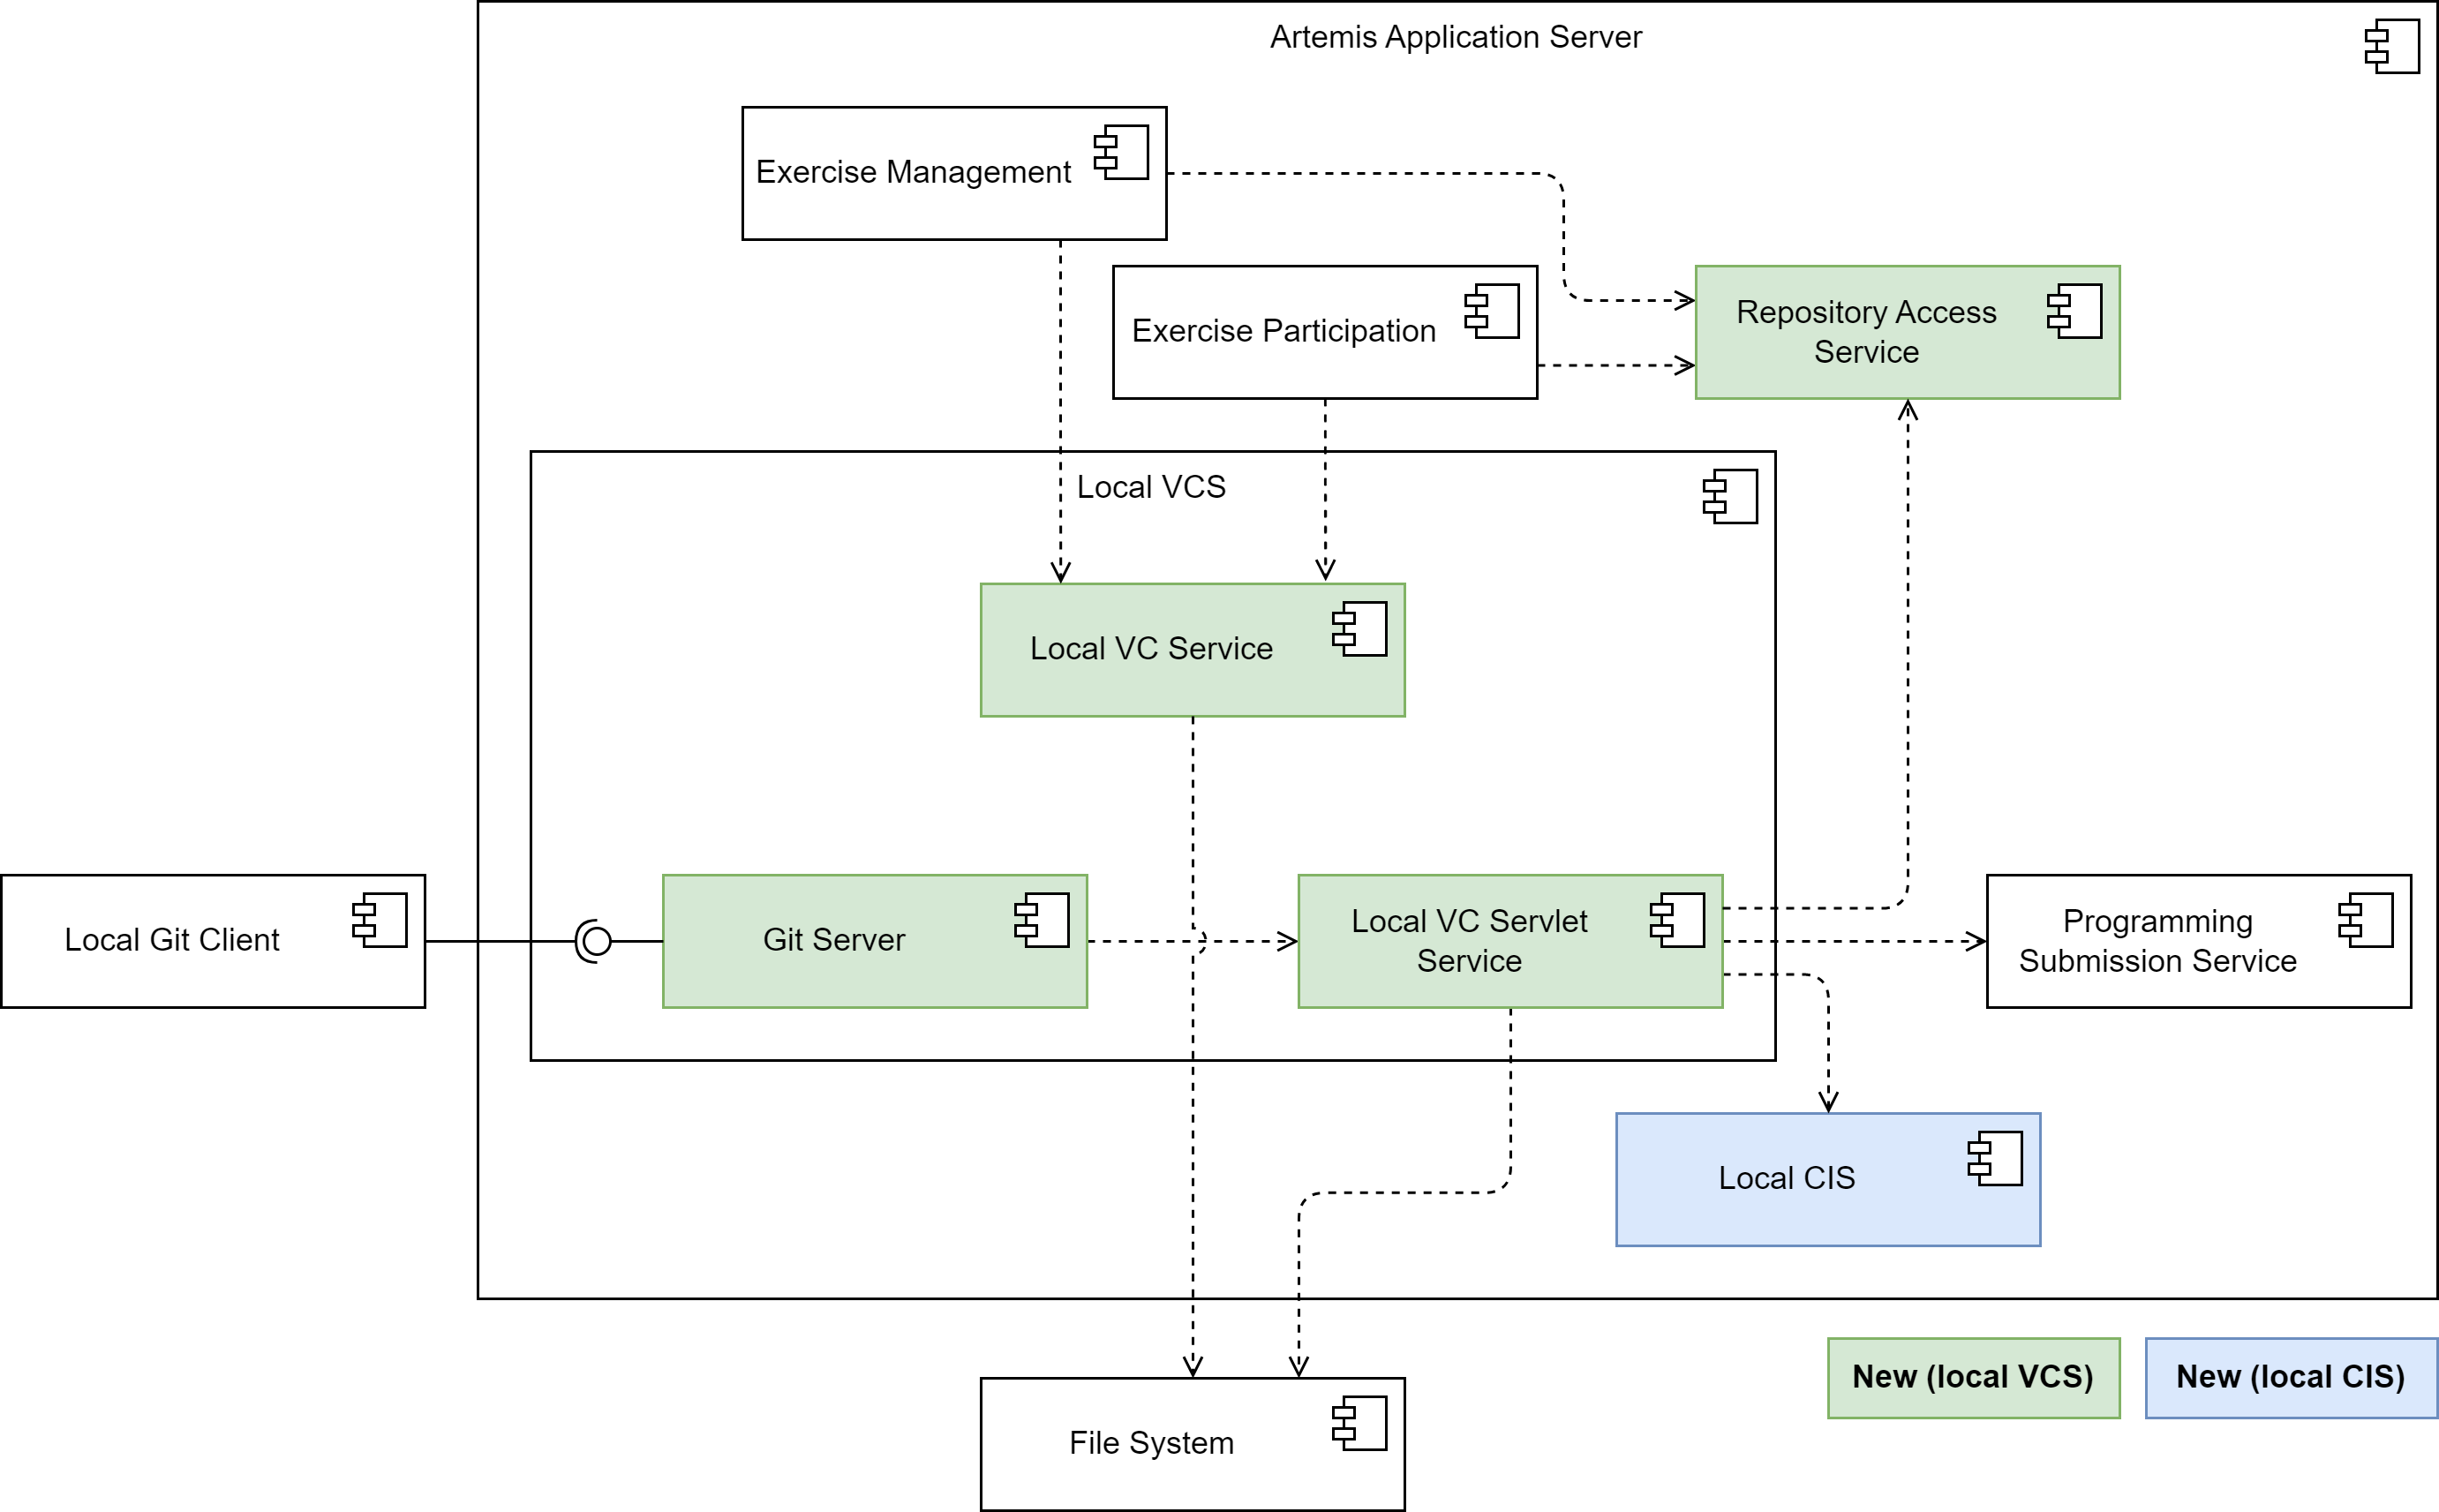 Artemis Application Server
Exercise Management
Exercise Participation
Repository Access
Service
Local VCS
Local VC Service
Local Git Client
Git Server
Local VC Servlet
Service
Programming
Submission Service
Local CIS
New (local VCS)
New (local CIS)
File System